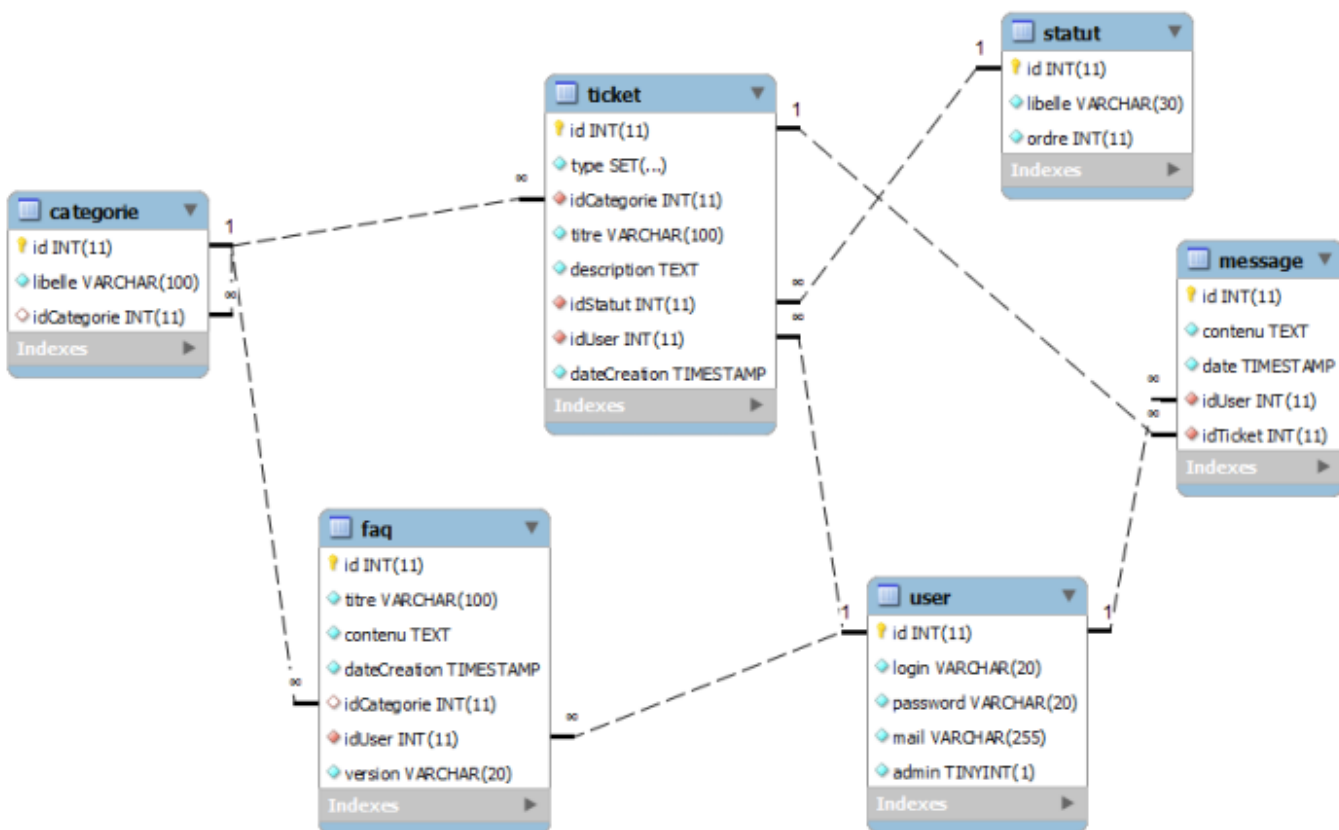 categorie
id INT(11)
libelle VARCHAR(100)
idCategorie INT(11)
Indexes
1
∞
ticket
id INT(11)
type SET(...)
idCategorie INT(11)
titre VARCHAR(100)
description TEXT
idStatut INT(11)
idUser INT(11)
dateCreation TIMESTAMP
Indexes
∞
1
∞
∞
statut
id INT(11)
libelle VARCHAR(30)
ordre INT(11)
Indexes
1
message
id INT(11)
contenu TEXT
date TIMESTAMP
idUser INT(11)
idTicket INT(11)
Indexes
∞
∞
faq
id INT(11)
titre VARCHAR(100)
contenu TEXT
dateCreation TIMESTAMP
idCategorie INT(11)
idUser INT(11)
version VARCHAR(20)
Indexes
∞
∞
user
id INT(11)
login VARCHAR(20)
password VARCHAR(20)
mail VARCHAR(255)
admin TINYINT(1)
Indexes
1
1